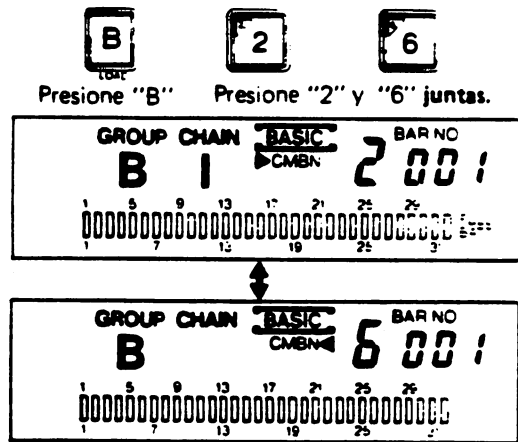 B 2 6
LOAC
Presione "B" Presione "2" y "6" juntas.
GROUP CHAIN BASIC BAR NO
B 1 ▶CMBN 2 001
1 5 9 13 17 21 25 29
1 7 13 19 25 31
GROUP CHAIN BASIC BAR NO
B CMBN◀ 6 001
1 5 9 13 17 21 25 29
1 7 13 19 25